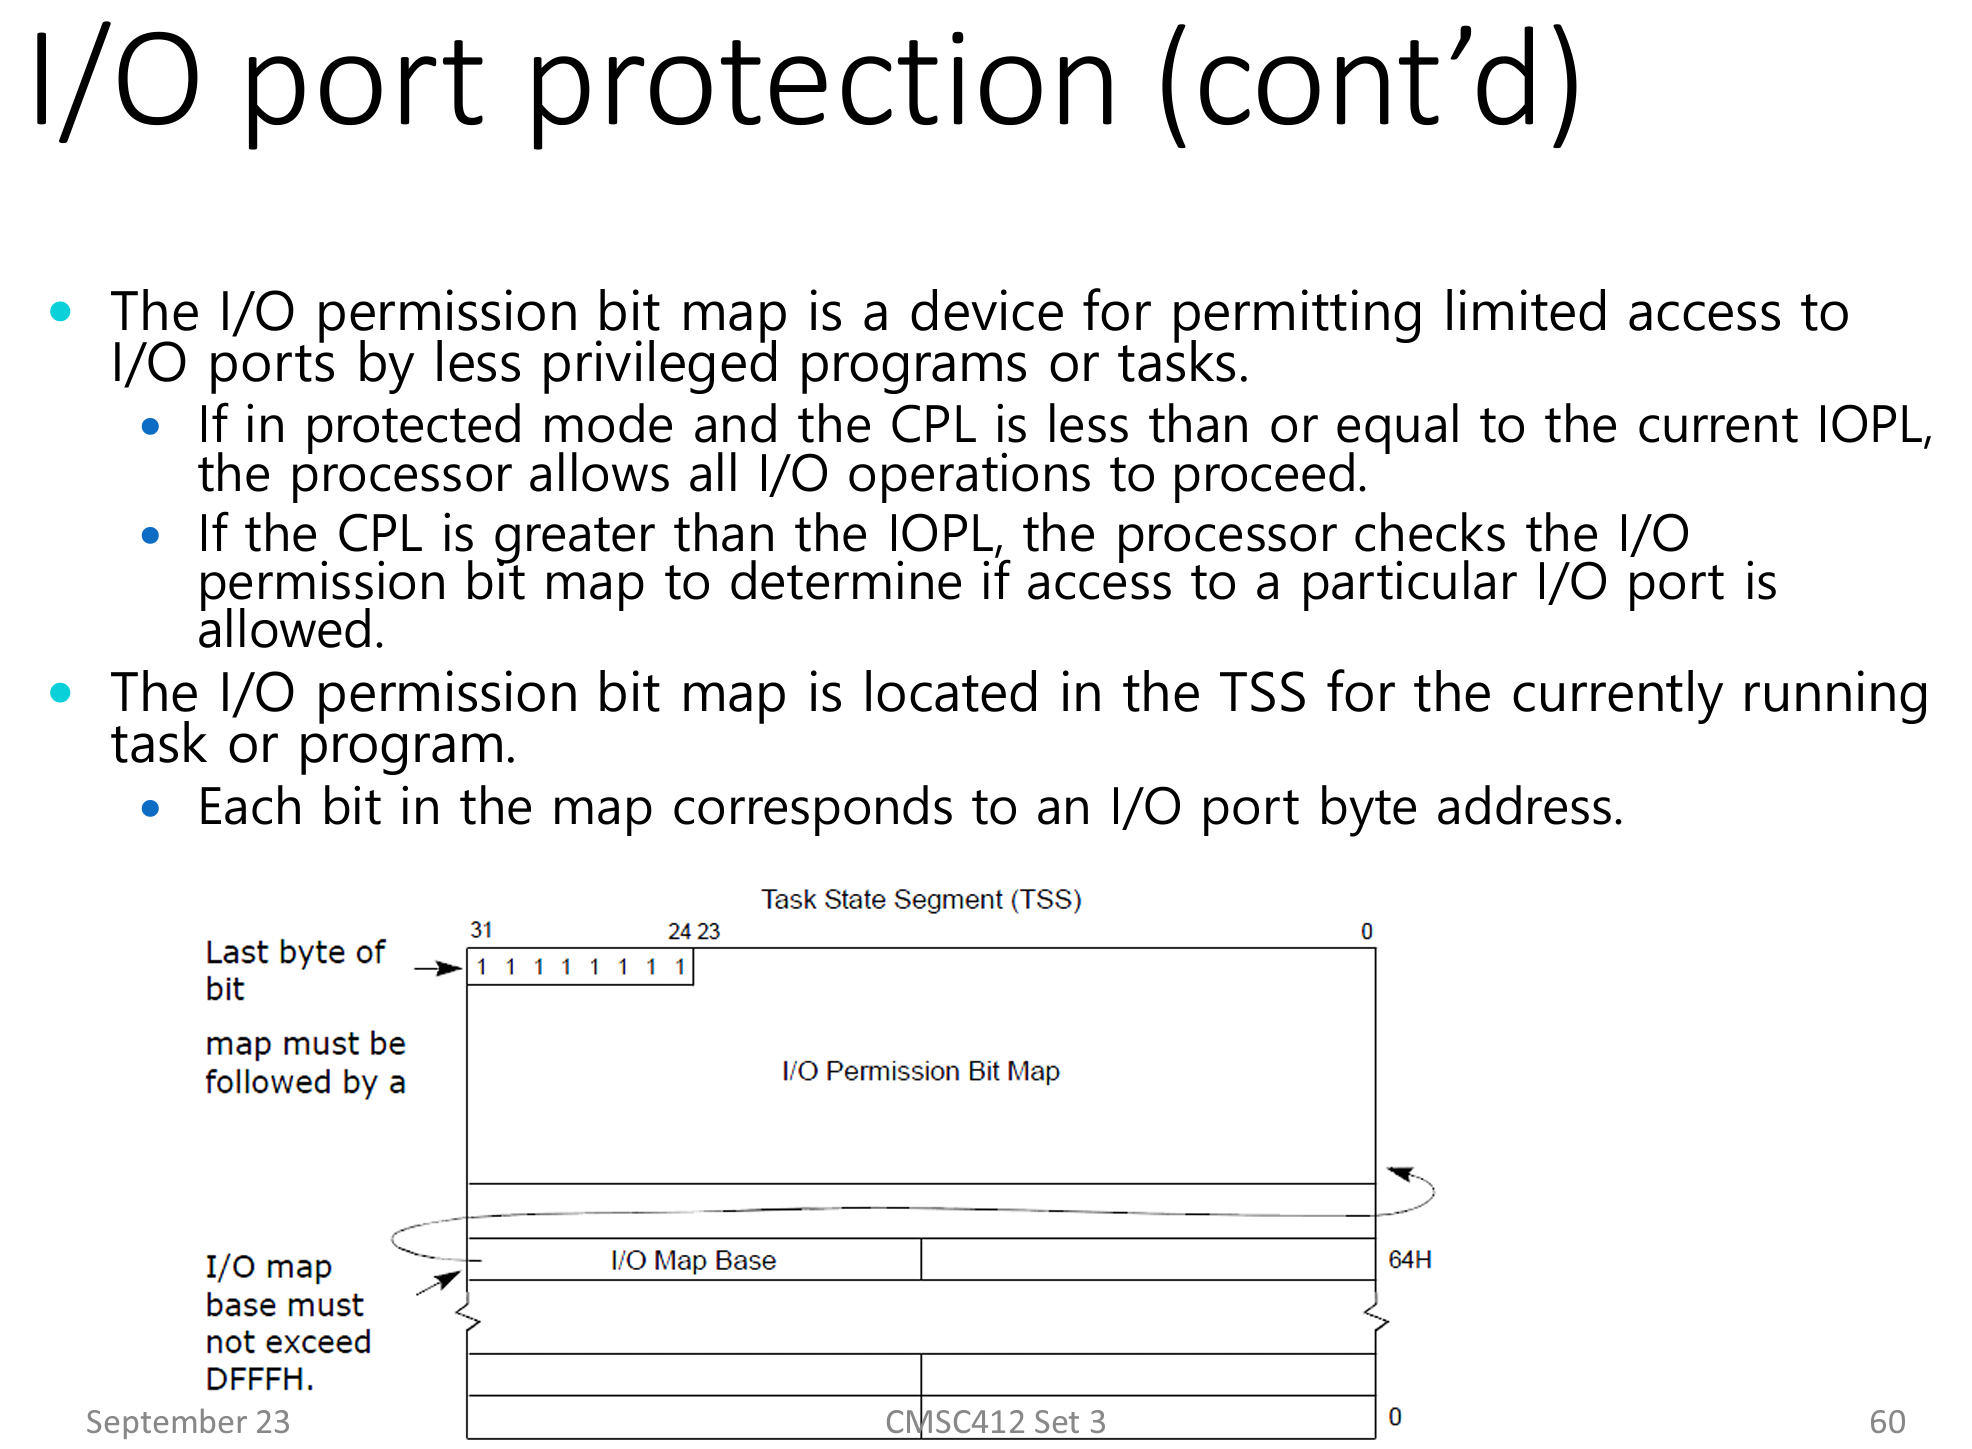 I/O port protection (cont’d)
• The I/O permission bit map is a device for permitting limited access to
I/O ports by less privileged programs or tasks.
• If in protected mode and the CPL is less than or equal to the current IOPL,
the processor allows all I/O operations to proceed.
• If the CPL is greater than the IOPL, the processor checks the I/O
permission bit map to determine if access to a particular I/O port is
allowed.
• The I/O permission bit map is located in the TSS for the currently running
task or program.
• Each bit in the map corresponds to an I/O port byte address.
Task State Segment (TSS)
31 24 23 0
Last byte of
bit
map must be
followed by a
1 1 1 1 1 1 1 1
I/O Permission Bit Map
I/O Map Base
64H
I/O map
base must
not exceed
DFFFH.
0
September 23
CMSC412 Set 3
60